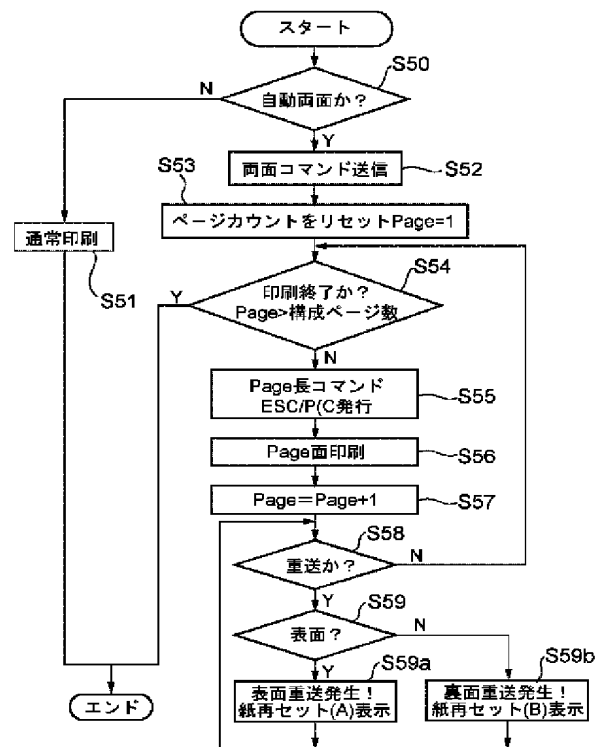 スタート
S50
自動両面か?
N
Y
S53
両面コマンド送信
S52
ページカウントをリセットPage=1
通常印刷
S51
S54
印刷終了か?
Page>構成ページ数
Y
N
Page長コマンド
ESC/P(C発行
S55
Page面印刷
S56
Page=Page+1
S57
S58
重送か?
N
Y
S59
表面?
N
Y
S59a
表面重送発生!
紙再セット(A)表示
S59b
裏面重送発生!
紙再セット(B)表示
エンド